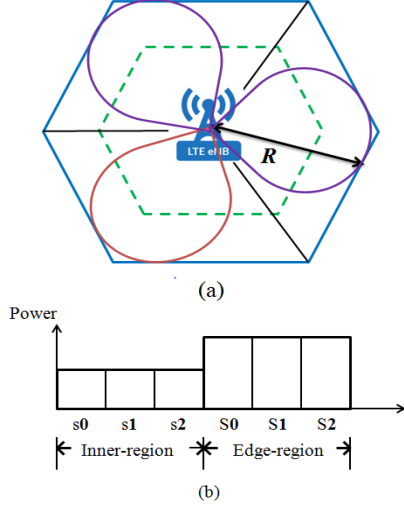 LTE eNB
R
(a)
Power
s0 s1 s2 S0 S1 S2
Inner-region Edge-region
(b)